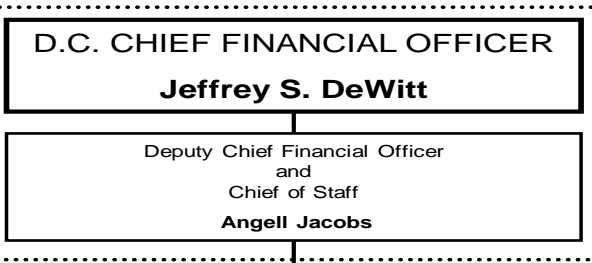 D.C. CHIEF FINANCIAL OFFICER
Jeffrey S. DeWitt
Deputy Chief Financial Officer
and
Chief of Staff
Angell Jacobs